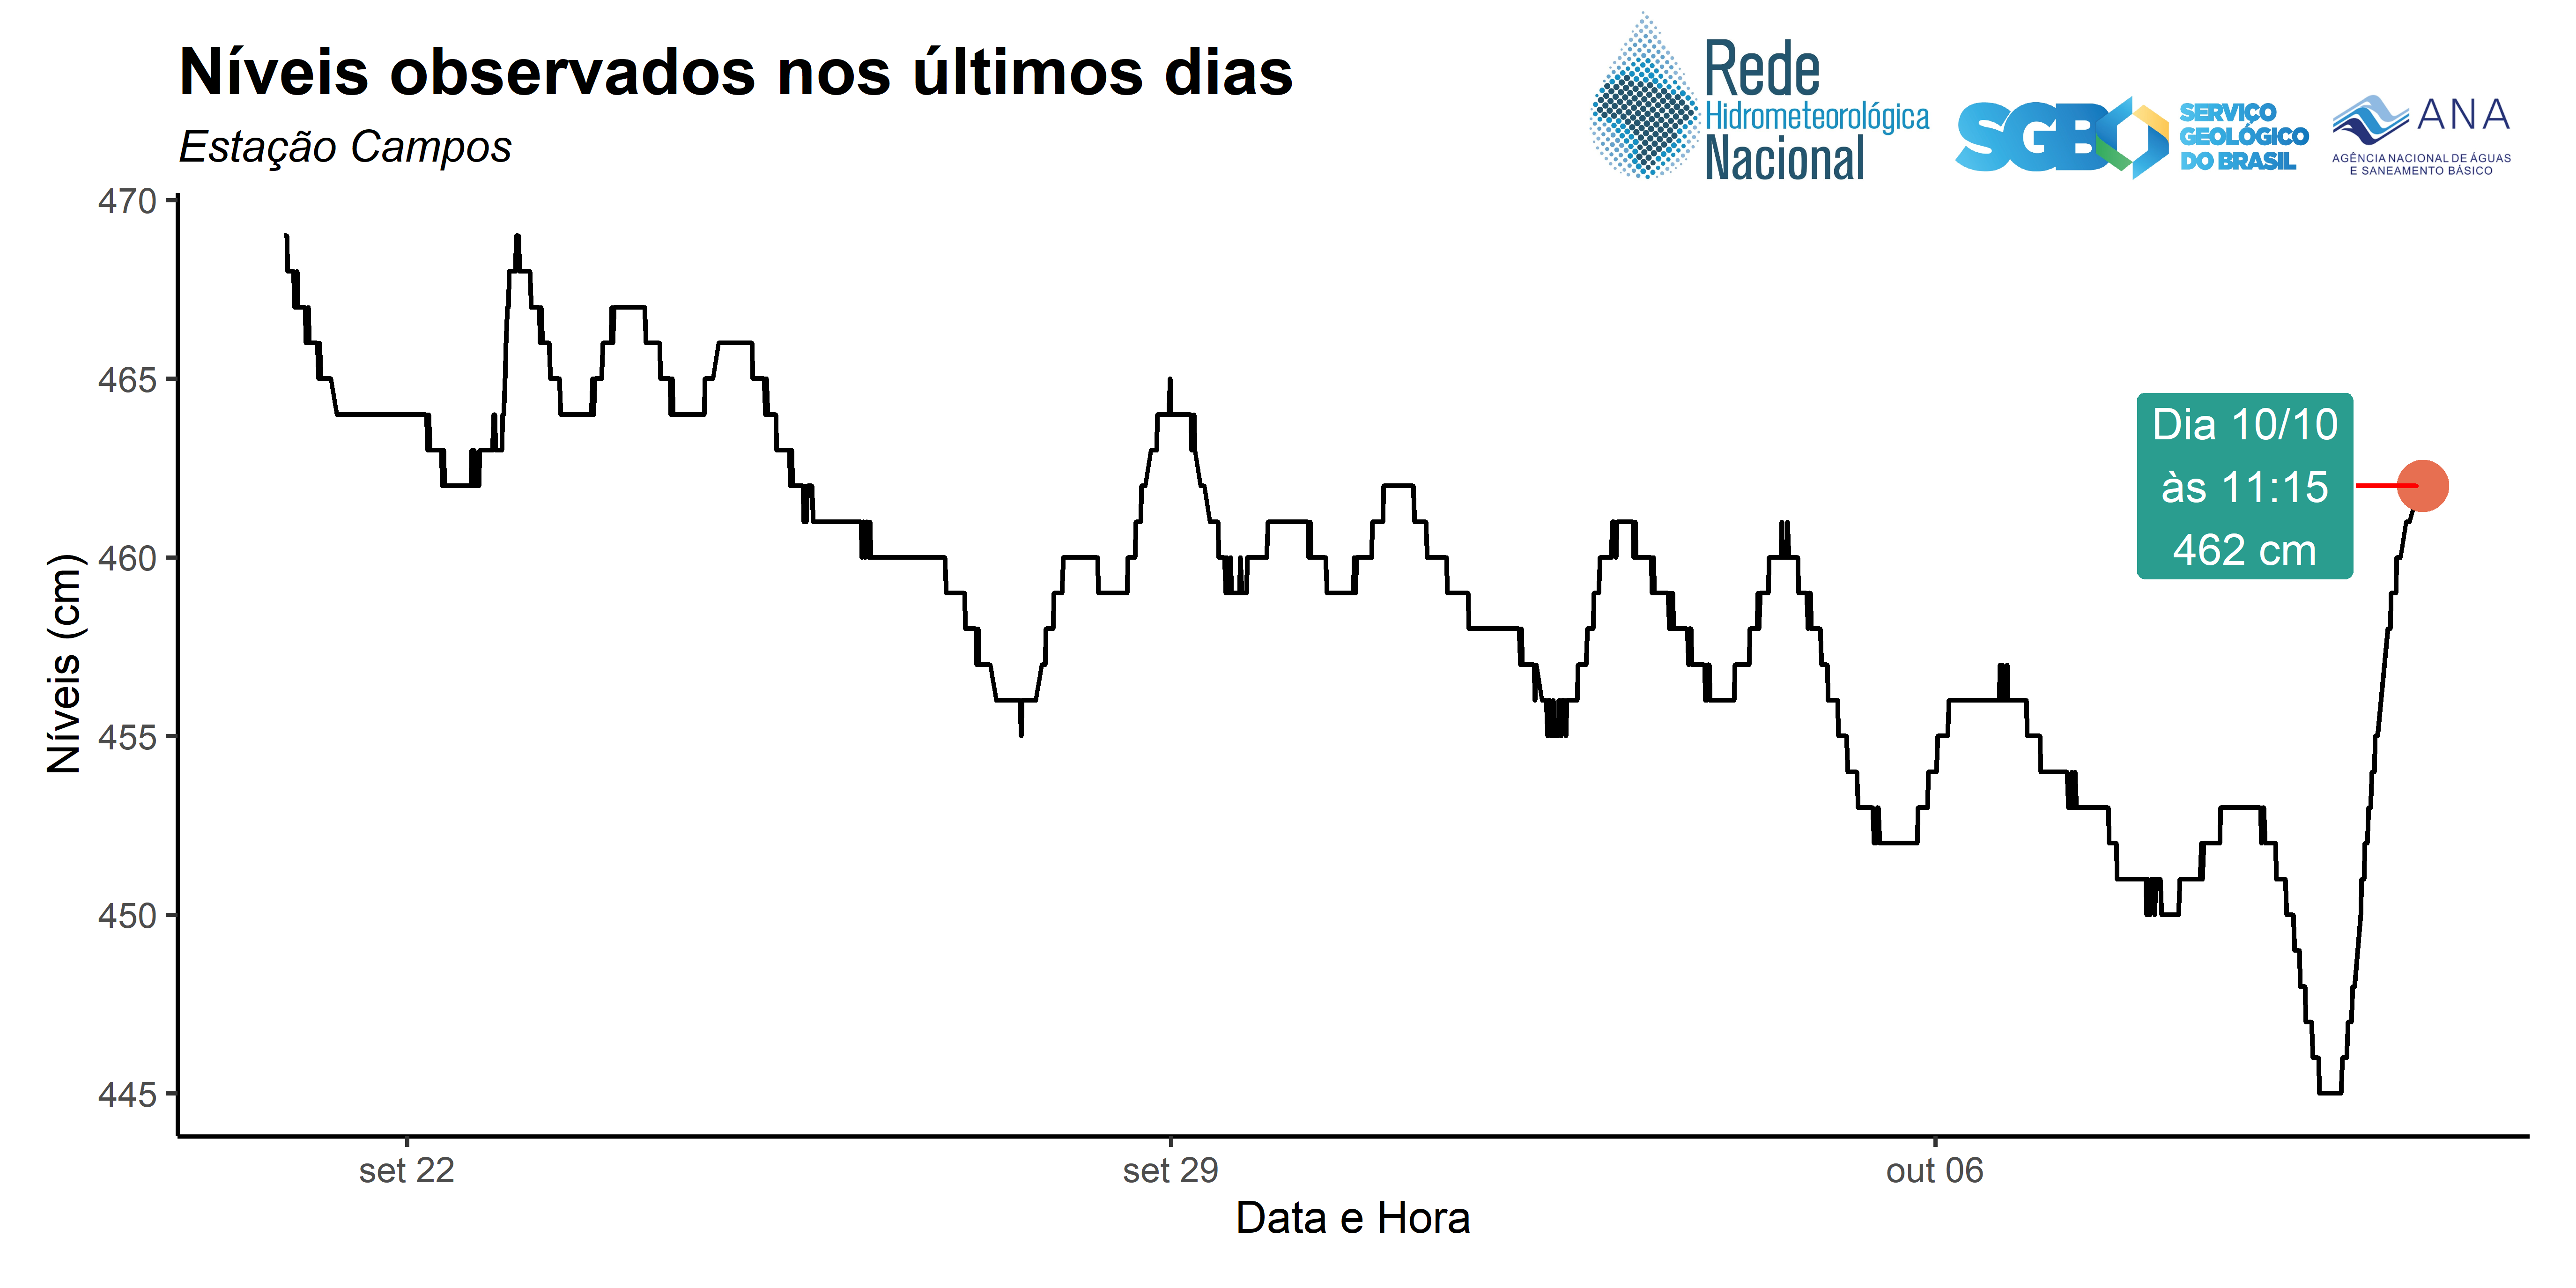 Níveis observados nos últimos dias
Estação Campos
Rede
Hidrometeorológica
Nacional
SGB
SERVIÇO
GEOLÓGICO
DO BRASIL
ANA
AGÊNCIA NACIONAL DE ÁGUAS
E SANEAMENTO BÁSICO
470
465
460
455
450
445
Níveis (cm)
Dia 10/10
às 11:15
462 cm
set 22
set 29
out 06
Data e Hora